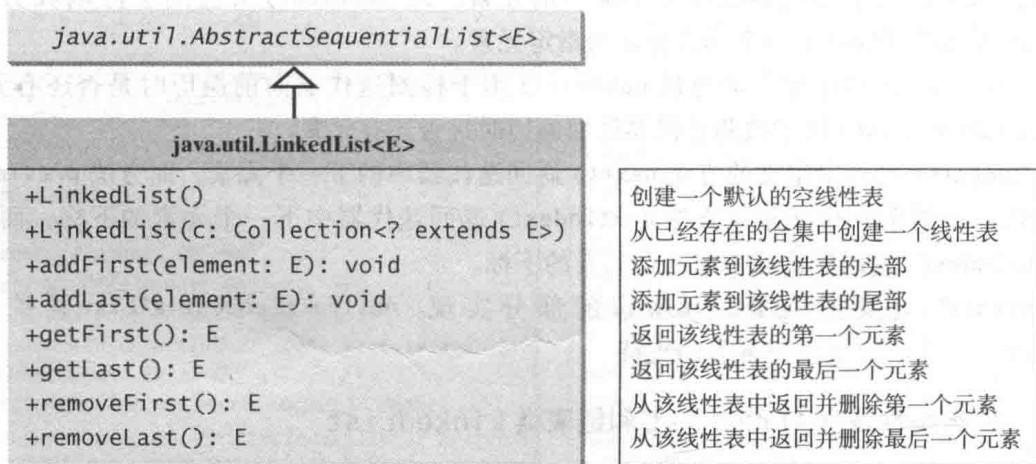 java.util.AbstractSequentialList<E>
java.util.LinkedList<E>
+LinkedList() 创建一个默认的空线性表
+LinkedList(c: Collection<? extends E>) 从已经存在的合集中创建一个线性表
+addFirst(element: E): void 添加元素到该线性表的头部
+addLast(element: E): void 添加元素到该线性表的尾部
+getFirst(): E 返回该线性表的第一个元素
+getLast(): E 返回该线性表的最后一个元素
+removeFirst(): E 从该线性表中返回并删除第一个元素
+removeLast(): E 从该线性表中返回并删除最后一个元素